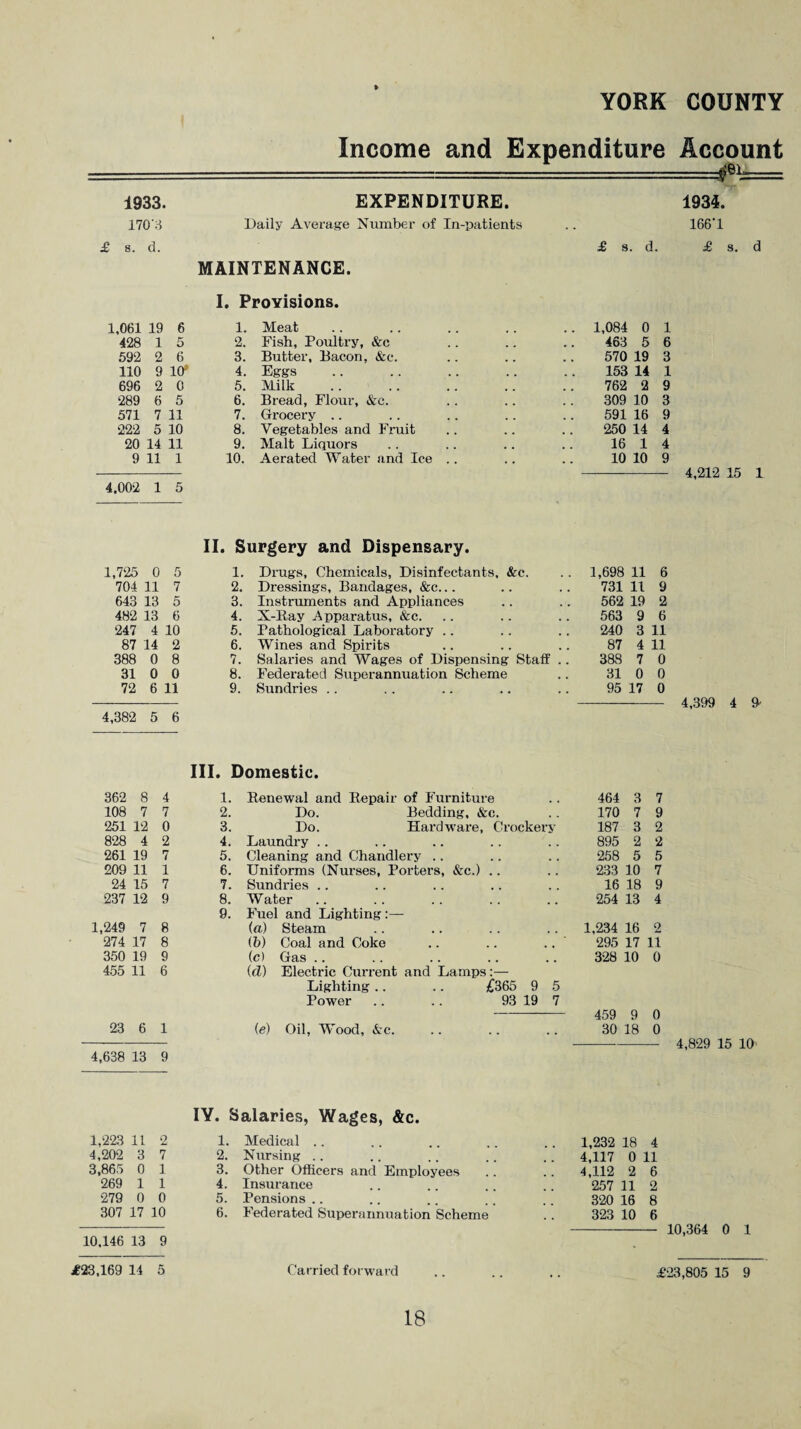 YORK COUNTY
Income and Expenditure Account
1933. EXPENDITURE. 1934.
170·3 Daily Average Number of In-patients .. 166·1
£ s. d. £ s. d. £ s. d
MAINTENANCE.
I. Provisions.
1,061 19 6 1. Meat .. .. .. .. .. 1,084 0 1
428 1 5 2. Fish, Poultry, &c .. .. .. 463 5 6
592 2 6 3. Butter, Bacon, &c. .. .. .. 570 19 3
110 9 10 4. Eggs .. .. .. .. .. 153 14 1
696 2 0 5. Milk .. .. .. .. .. 762 2 9
289 6 5 6. Bread, Flour, &c. .. .. .. 309 10 3
571 7 11 7. Grocery .. .. .. .. .. 591 16 9
222 5 10 8. Vegetables and Fruit .. .. .. 250 14 4
20 14 11 9. Malt Liquors .. .. .. .. 16 1 4
9 11 1 10. Aerated Water and Ice .. .. .. 10 10 9
4,212 15 1
4,002 1 5
II. Surgery and Dispensary.
1,725 0 5 1. Drugs, Chemicals, Disinfectants, &c. .. 1,698 11 6
704 11 7 2. Dressings, Bandages, &c... .. .. 731 11 9
643 13 5 3. Instruments and Appliances .. .. 562 19 2
482 13 6 4. X-Ray Apparatus, &c. .. .. .. 563 9 6
247 4 10 5. Pathological Laboratory .. .. .. 240 3 11
87 14 2 6. Wines and Spirits .. .. .. 87 4 11
388 0 8 7. Salaries and Wages of Dispensing Staff .. 388 7 0
31 0 0 8. Federated Superannuation Scheme .. 31 0 0
72 6 11 9. Sundries .. .. .. .. .. 95 17 0
4,399 4 9
4,382 5 6
III. Domestic.
362 8 4 1. Renewal and Repair of Furniture .. 464 3 7
108 7 7 2. Do. Bedding, &c. .. 170 7 9
251 12 0 3. Do. Hardware, Crockery 187 3 2
828 4 2 4. Laundry .. .. .. .. .. 895 2 2
261 19 7 5. Cleaning and Chandlery .. .. .. 258 5 5
209 11 1 6. Uniforms (Nurses, Porters, &c.) .. .. 233 10 7
24 15 7 7. Sundries .. .. .. .. .. 16 18 9
237 12 9 8. Water .. .. .. .. .. 254 13 4
9. Fuel and Lighting:—
1,249 7 8 (a) Steam .. .. .. .. 1,234 16 2
274 17 8 (b) Coal and Coke .. .. .. 295 17 11
350 19 9 (c) Gas .. .. .. .. .. 328 10 0
455 11 6 (d) Electric Current and Lamps:—
Lighting .. .. £365 9 5
Power .. .. 93 19 7
459 9 0
23 6 1 (e) Oil, Wood, &c. .. .. .. 30 18 0
4,829 15 10
4,638 13 9
IV. Salaries, Wages, &c.
1,223 11 2 1. Medical .. .. .. .. .. 1,232 18 4
4,202 3 7 2. Nursing .. .. .. .. .. 4,117 0 11
3,865 0 1 3. Other Officers and Employees .. .. 4,112 2 6
269 1 1 4. Insurance .. .. .. .. 257 11 2
279 0 0 5. Pensions .. .. .. .. .. 320 16 8
307 17 10 6. Federated Superannuation Scheme .. 323 10 6
10,364 0 1
10,146 13 9
£23,169 14 5 Carried forward .. .. .. £23,805 15 9
18